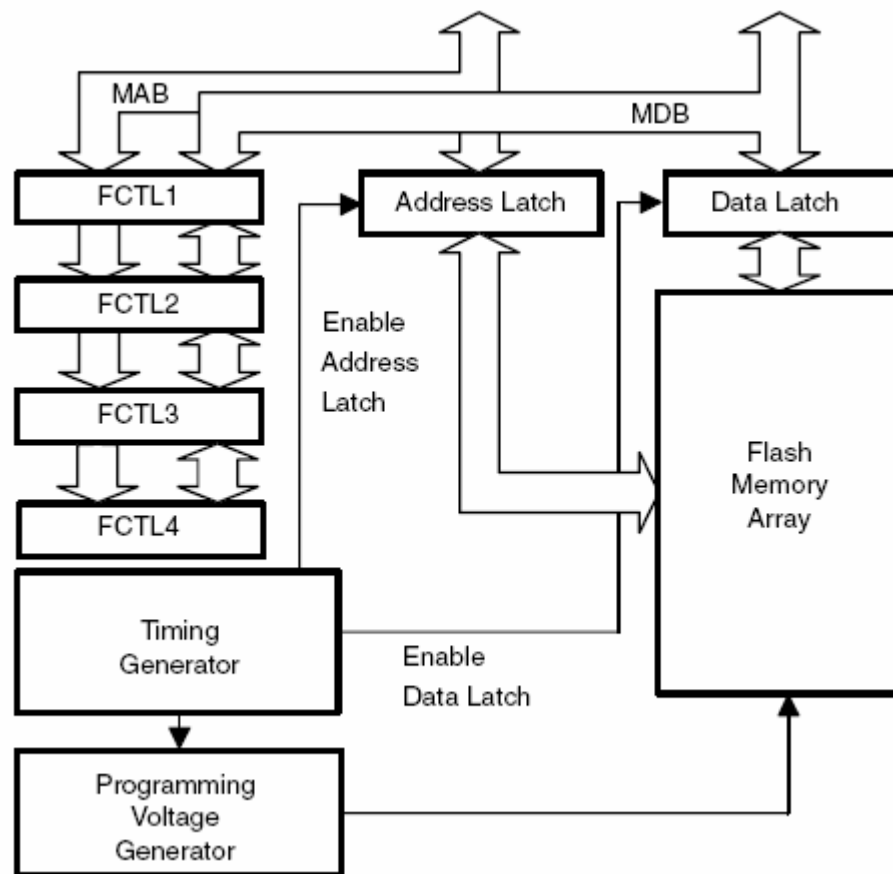 MAB
MDB
FCTL1
Address Latch
Data Latch
FCTL2
Enable
Address
Latch
FCTL3
Flash
Memory
Array
FCTL4
Timing
Generator
Enable
Data Latch
Programming
Voltage
Generator